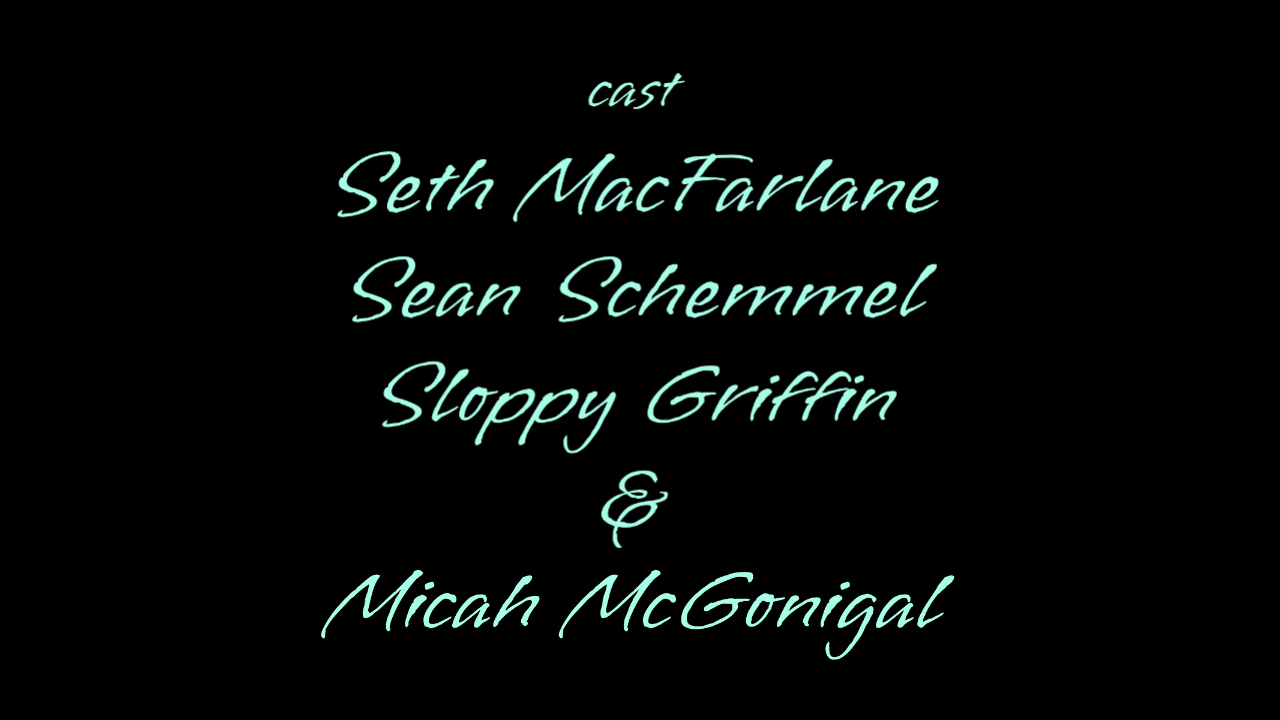 cast
Seth MacFarlane
Sean Schemmel
Sloppy Griffin
&
Micah McGonigal